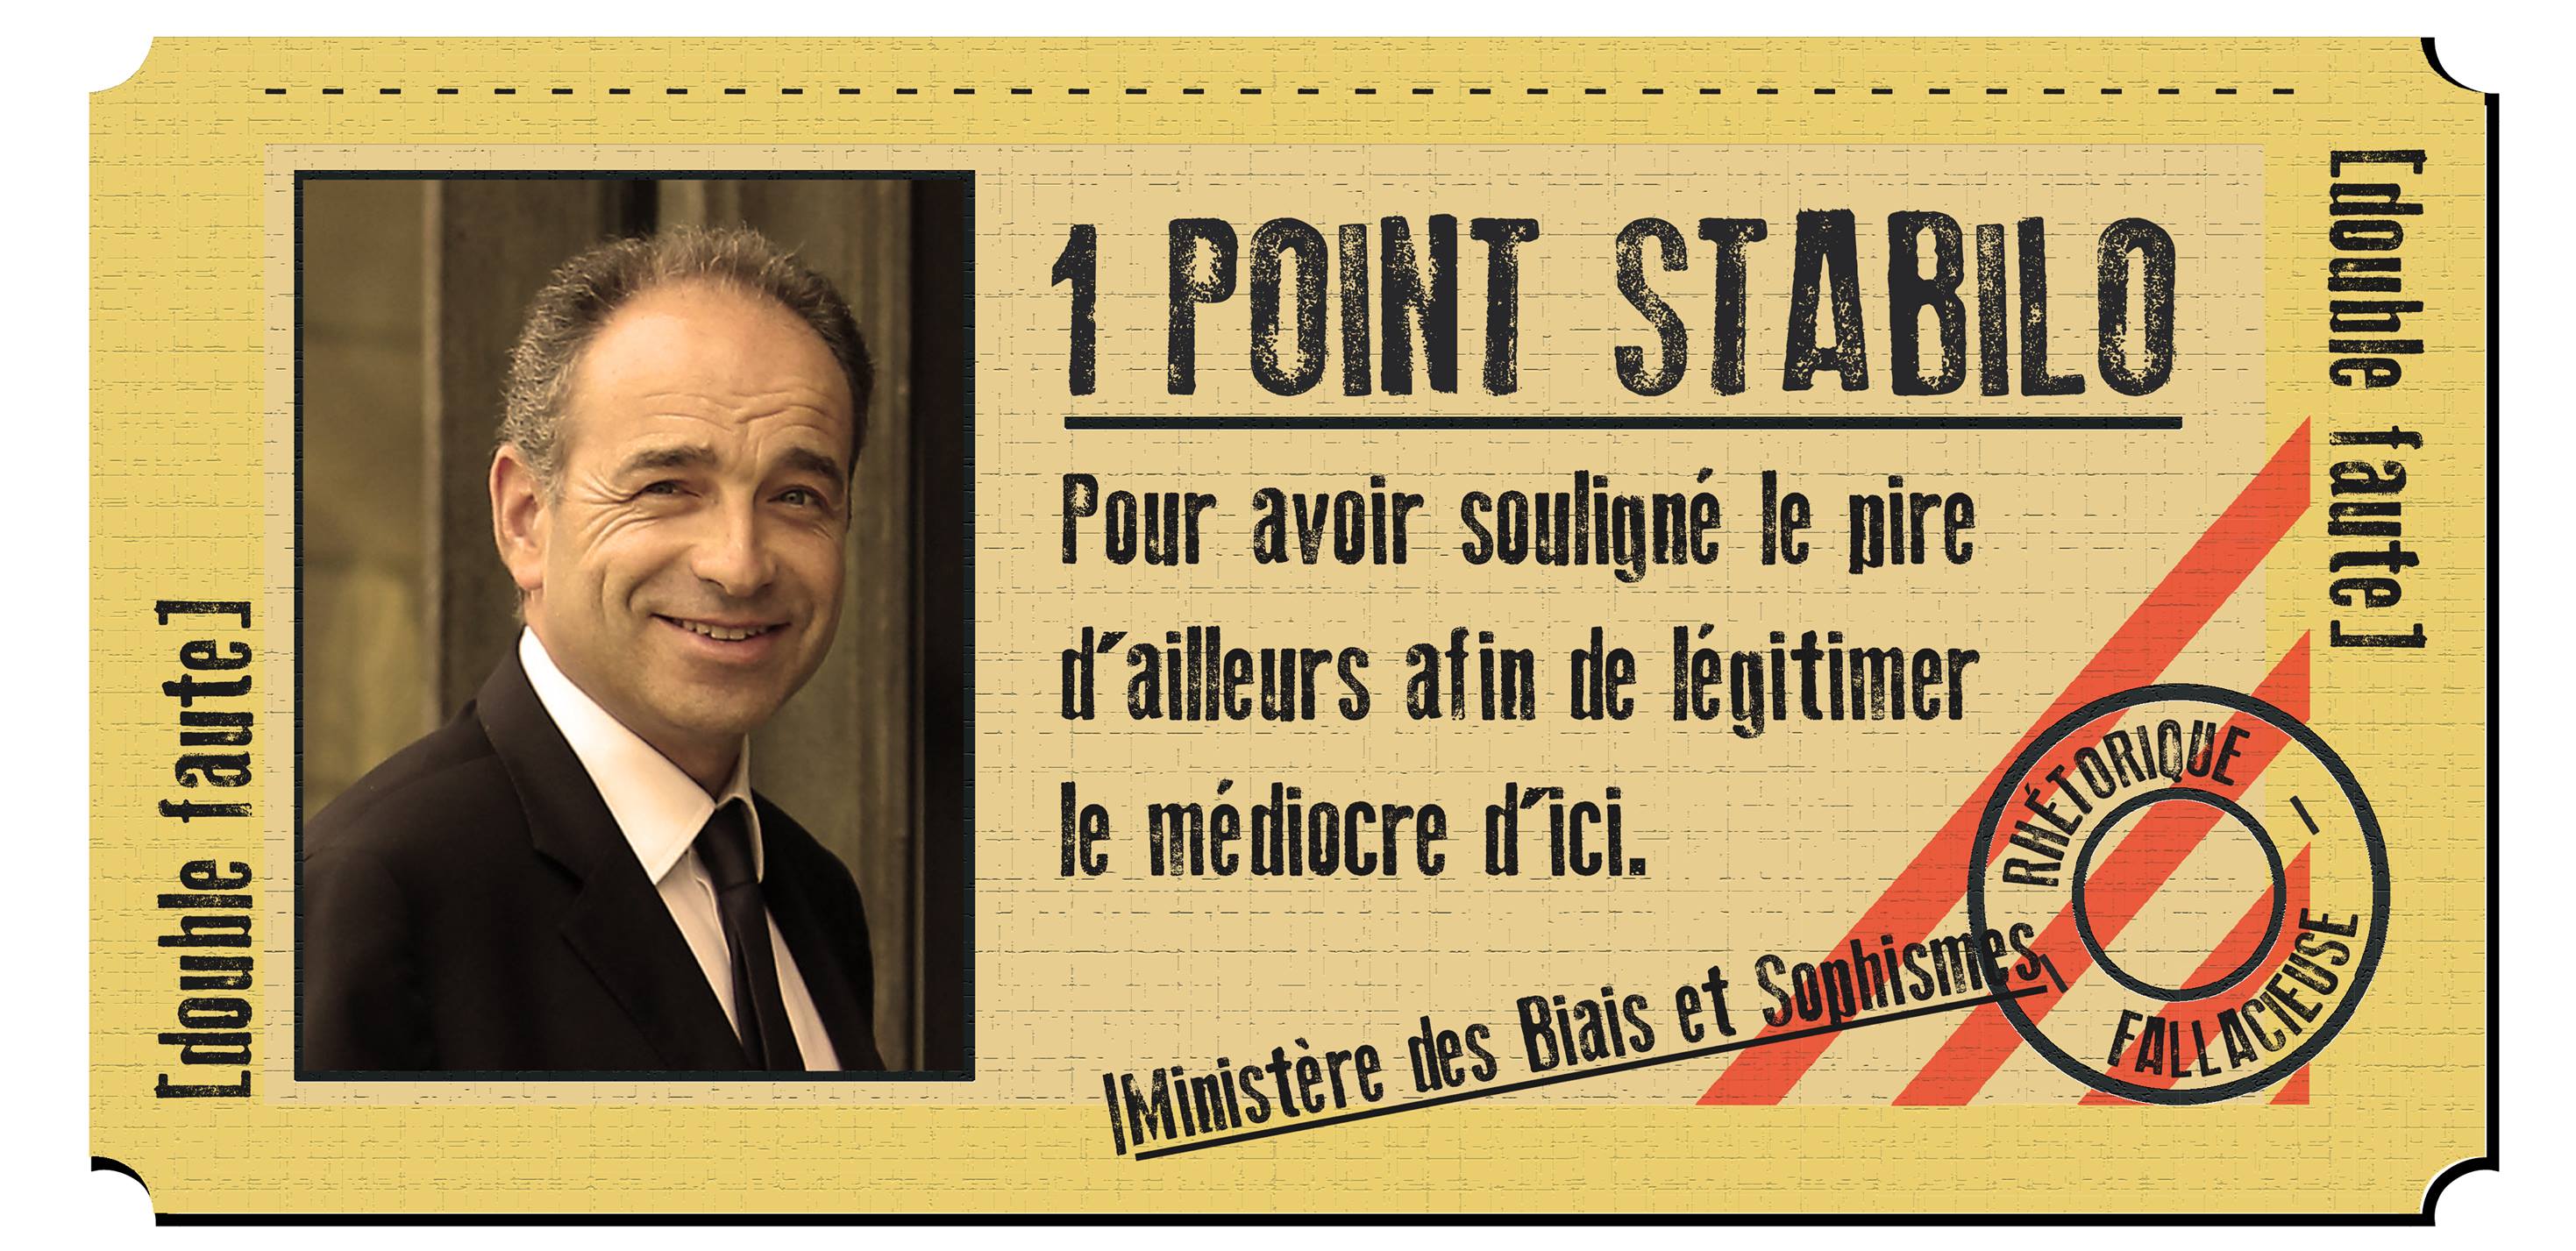 [double faute]
1 POINT STABILO
Pour avoir souligné le pire
d'ailleurs afin de légitimer
le médiocre d'ici.
|Ministère des Biais et Sophismes
RHÉTORIQUE
FALLACIEUSE
[double faute]